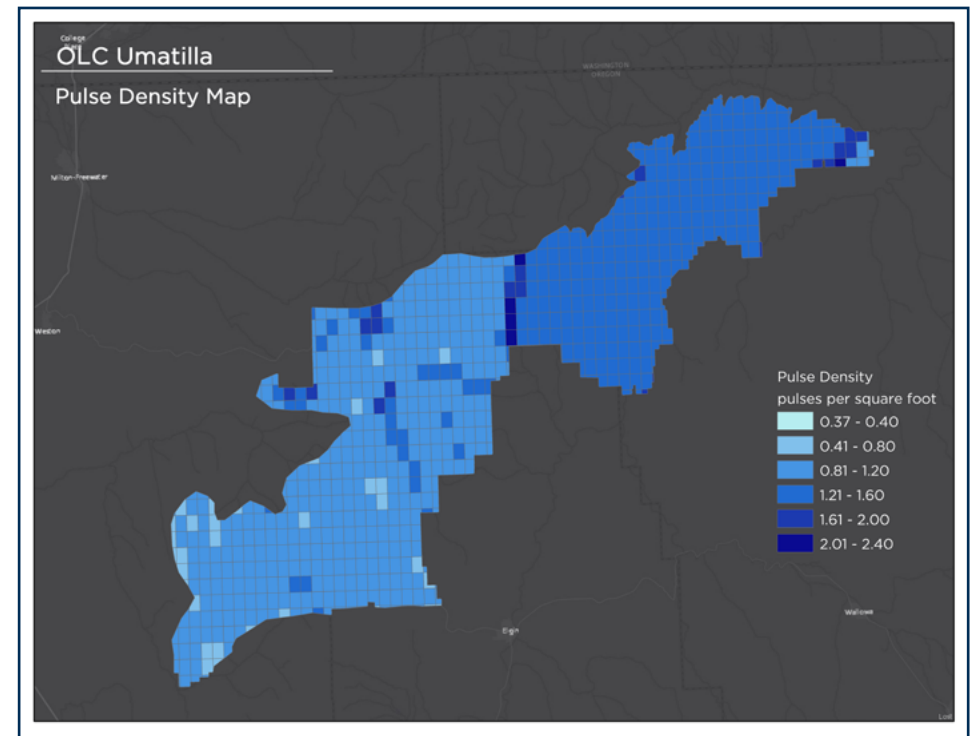 College
Place
OLC Umatilla
Pulse Density Map
WASHINGTON
OREGON
Milton-Freewater
Weston
Pulse Density
pulses per square foot
0.37 - 0.40
0.41 - 0.80
0.81 - 1.20
1.21 - 1.60
1.61 - 2.00
2.01 - 2.40
Wallowa
Elgin